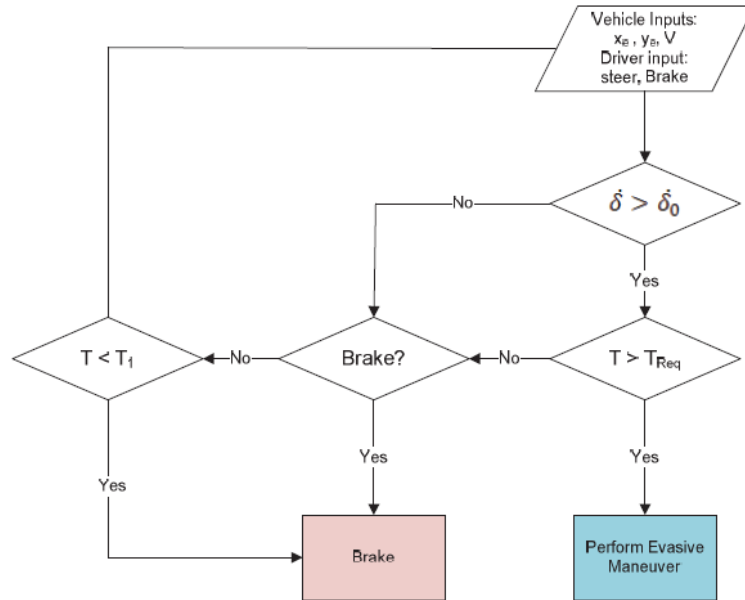 Vehicle Inputs:
xₑ , yₑ, V
Driver input:
steer, Brake
δ̇ > δ̇₀
No
Yes
T < T₁
No
Brake?
No
T > T_Req
Yes
Yes
Yes
Brake
Perform Evasive
Maneuver